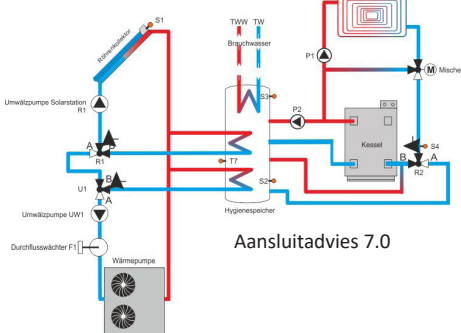 S1
Röhrenkollektor
TWW TW
Brauchwasser
P1
M
Mische
Umwälzpumpe Solarstation
R1
S3
P2
Kessel
S4
A
B
R1
T7
B
A
R2
U1
B
A
S2
Hygienespeicher
Umwälzpumpe UW1
Durchflusswächter F1
Aansluitadvies 7.0
Wärmepumpe